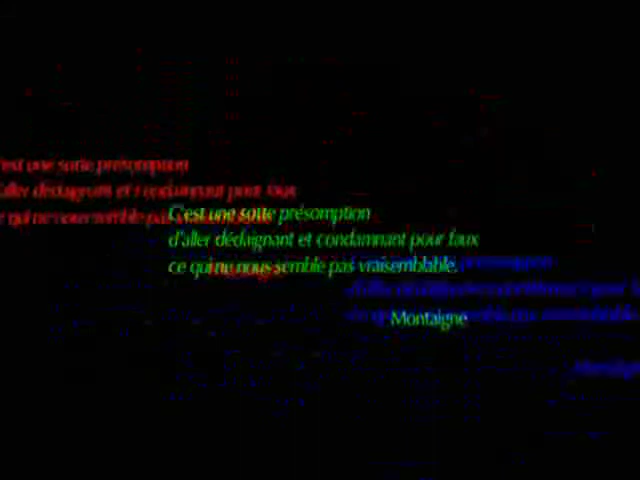 C'est une sotte présomption
d'aller dédaignant et condamnant pour faux
ce qui ne nous semble pas vraisemblable.
Montaigne